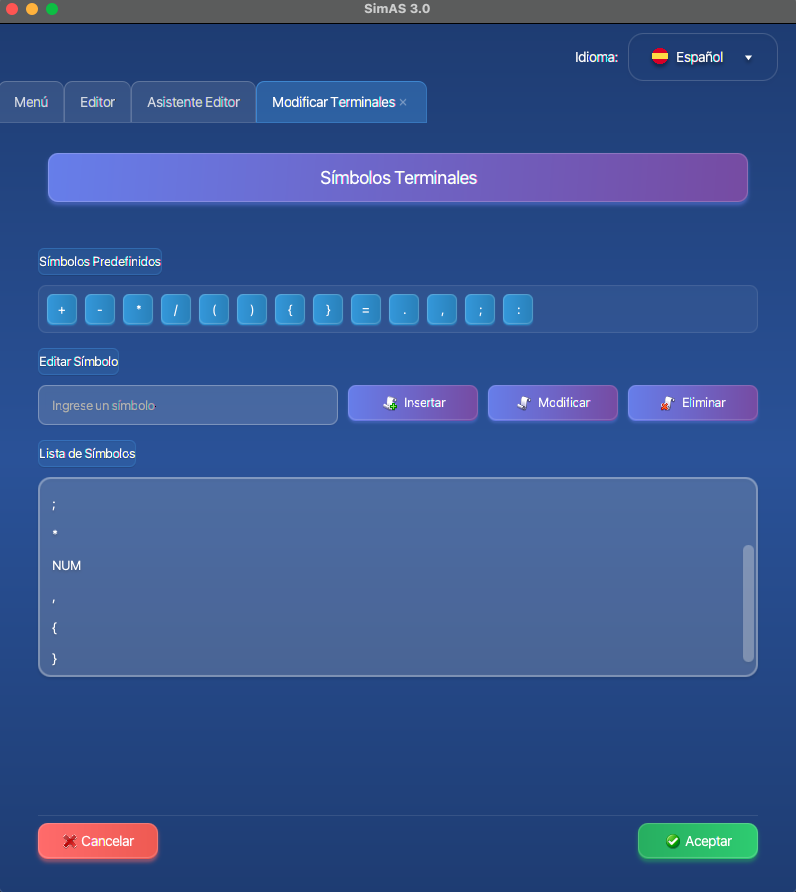 SimAS 3.0
Idioma: Español
Menú Editor Asistente Editor Modificar Terminales ×
Símbolos Terminales
Símbolos Predefinidos
+ - * / ( ) { } = . , ; :
Editar Símbolo
Ingrese un símbolo Insertar Modificar Eliminar
Lista de Símbolos
;
*
NUM
,
{
}
Cancelar Aceptar